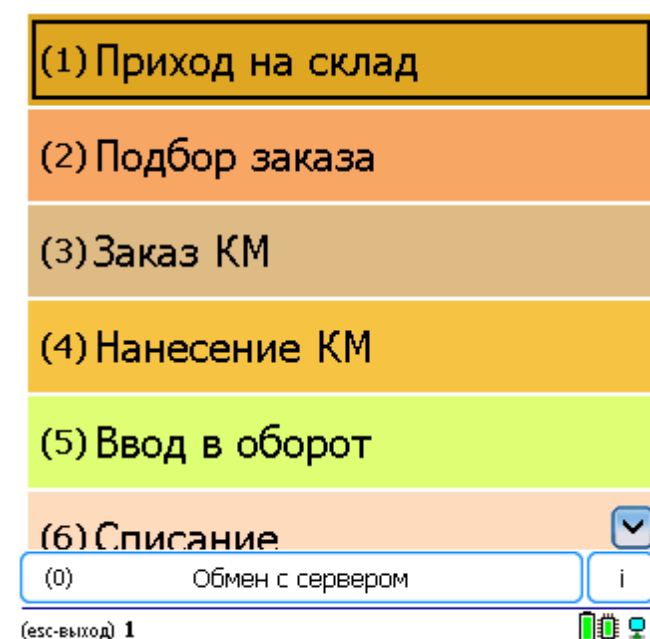 (1) Приход на склад
(2) Подбор заказа
(3) Заказ КМ
(4) Нанесение КМ
(5) Ввод в оборот
(6) Списание
(0) Обмен с сервером i
(esc-выход) 1